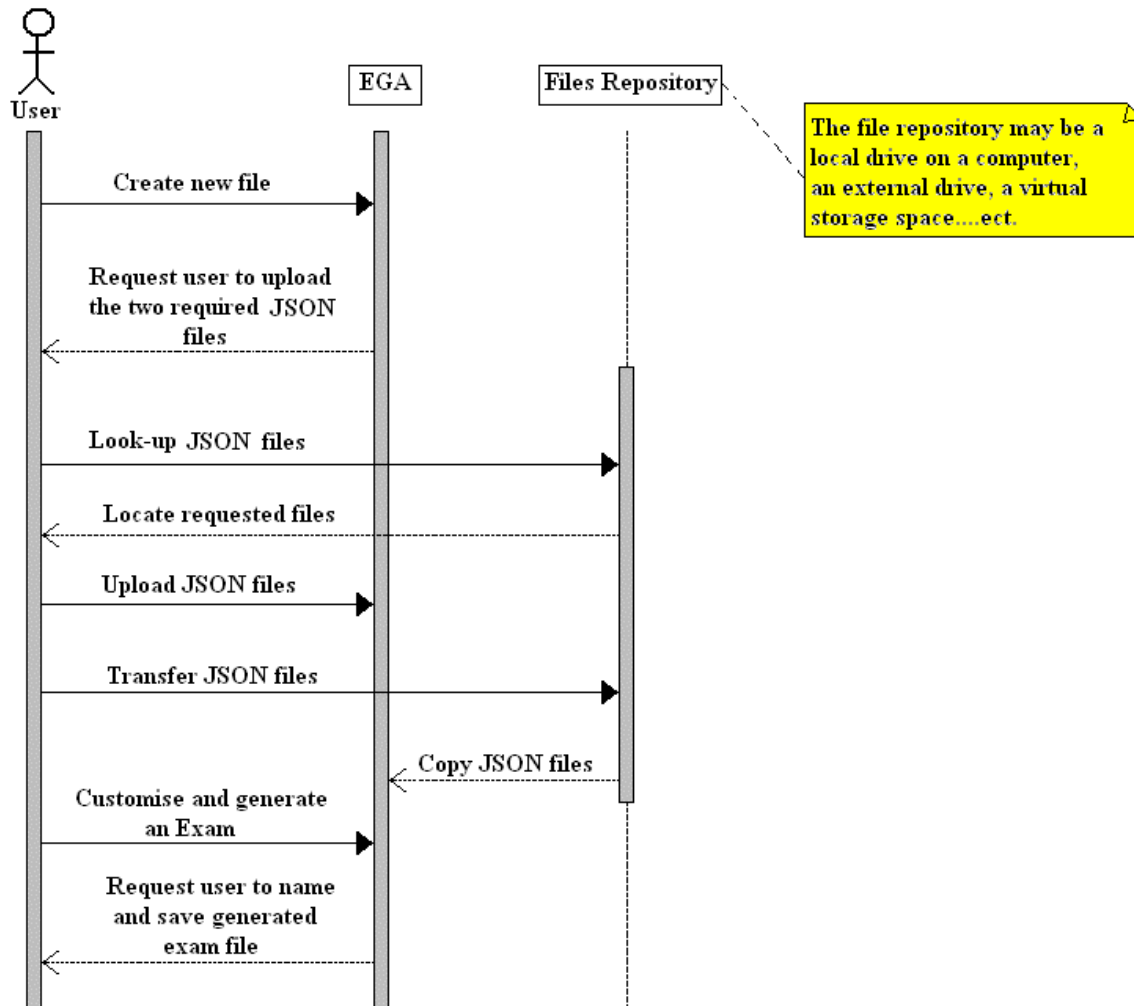 User
EGA
Files Repository
The file repository may be a
local drive on a computer,
an external drive, a virtual
storage space....ect.
Create new file
Request user to upload
the two required JSON
files
Look-up JSON files
Locate requested files
Upload JSON files
Transfer JSON files
Copy JSON files
Customise and generate
an Exam
Request user to name
and save generated
exam file